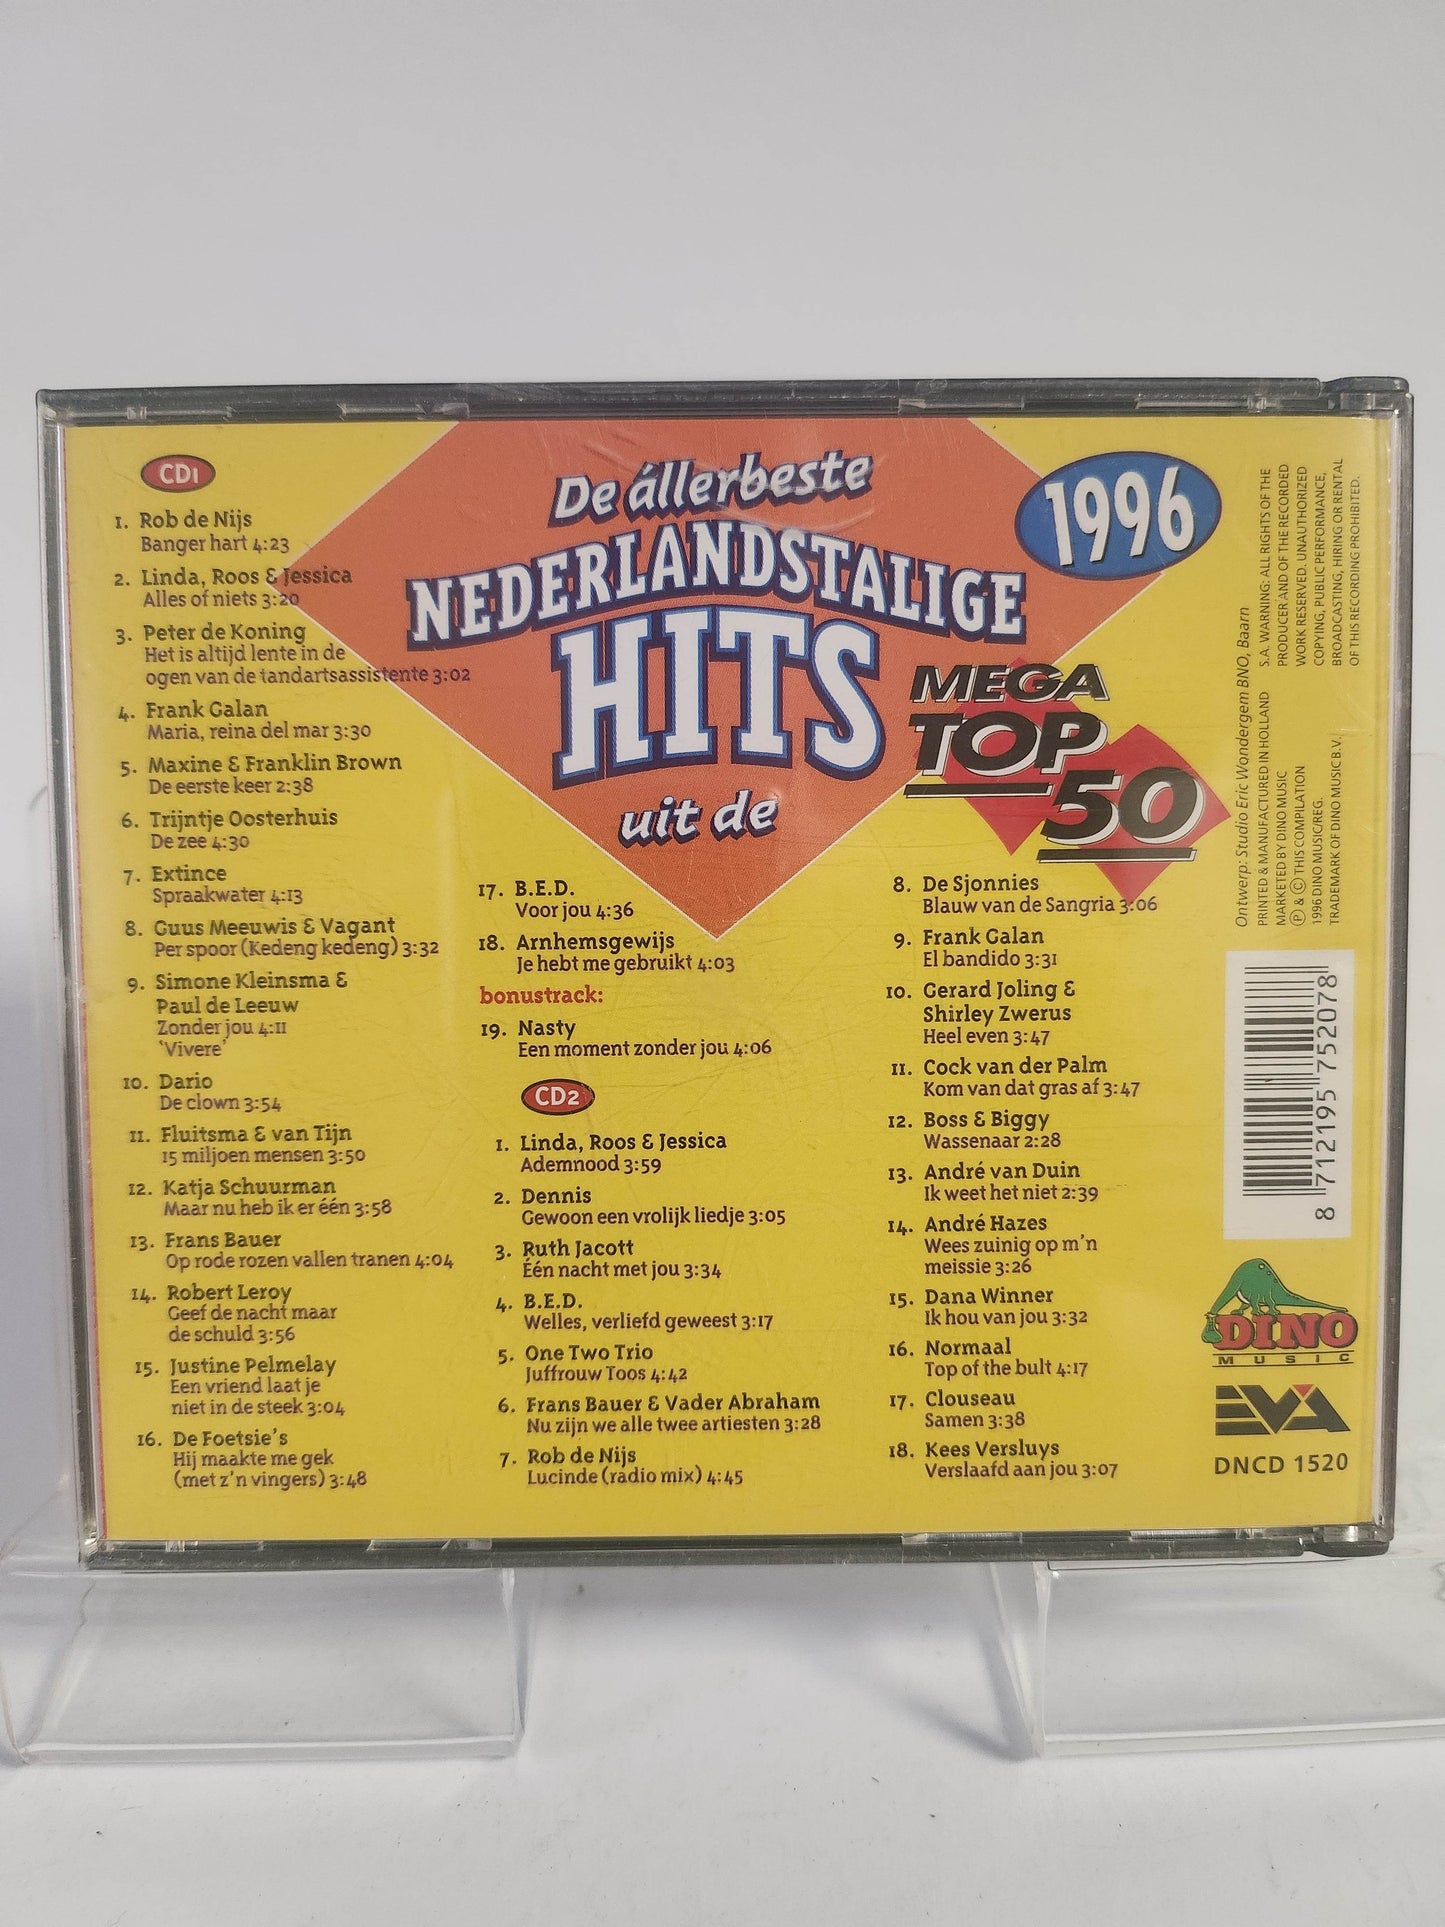 De állerbeste
NEDERLANDSTALIGE
HITS
uit de
MEGA
TOP
50
1996
CD1
1. Rob de Nijs
Banger hart 4:23
2. Linda, Roos & Jessica
Alles of niets 3:20
3. Peter de Koning
Het is altijd lente in de
ogen van de tandartsassistente 3:02
4. Frank Galan
Maria, reina del mar 3:30
5. Maxine & Franklin Brown
De eerste keer 2:38
6. Trijntje Oosterhuis
De zee 4:30
7. Extince
Spraakwater 4:13
8. Guus Meeuwis & Vagant
Per spoor (Kedeng kedeng) 3:32
9. Simone Kleinsma &
Paul de Leeuw
Zonder jou 4:11
'Vivere'
10. Dario
De clown 3:54
11. Fluitsma & van Tijn
15 miljoen mensen 3:50
12. Katja Schuurman
Maar nu heb ik er één 3:58
13. Frans Bauer
Op rode rozen vallen tranen 4:04
14. Robert Leroy
Geef de nacht maar
de schuld 3:56
15. Justine Pelmelay
Een vriend laat je
niet in de steek 3:04
16. De Foetsie's
Hij maakte me gek
(met z'n vingers) 3:48
17. B.E.D.
Voor jou 4:36
18. Arnhemsgewijs
Je hebt me gebruikt 4:03
bonustrack:
19. Nasty
Een moment zonder jou 4:06
CD2
1. Linda, Roos & Jessica
Ademnood 3:59
2. Dennis
Gewoon een vrolijk liedje 3:05
3. Ruth Jacott
Één nacht met jou 3:34
4. B.E.D.
Welles, verliefd geweest 3:17
5. One Two Trio
Juffrouw Toos 4:42
6. Frans Bauer & Vader Abraham
Nu zijn we alle twee artiesten 3:28
7. Rob de Nijs
Lucinde (radio mix) 4:45
8. De Sjonnies
Blauw van de Sangria 3:06
9. Frank Galan
El bandido 3:31
10. Gerard Joling &
Shirley Zwerus
Heel even 3:47
11. Cock van der Palm
Kom van dat gras af 3:47
12. Boss & Biggy
Wassenaar 2:28
13. André van Duin
Ik weet het niet 2:39
14. André Hazes
Wees zuinig op m'n
meissie 3:26
15. Dana Winner
Ik hou van jou 3:32
16. Normaal
Top of the bult 4:17
17. Clouseau
Samen 3:38
18. Kees Versluys
Verslaafd aan jou 3:07
Ontwerp: Studio Eric Wondergem BNO, Baarn
S.A. WARNING: ALL RIGHTS OF THE
PRODUCER AND OF THE RECORDED
WORK RESERVED. UNAUTHORIZED
COPYING, PUBLIC PERFORMANCE,
BROADCASTING, HIRING OR RENTAL
OF THIS RECORDING PROHIBITED.
PRINTED & MANUFACTURED IN HOLLAND
MARKETED BY DINO MUSIC
Ⓟ & © THIS COMPILATION
1996 DINO MUSIC/REG.
TRADEMARK OF DINO MUSIC B.V.
8 712195 752078
DINO
MUSIC
EVA
DNCD 1520